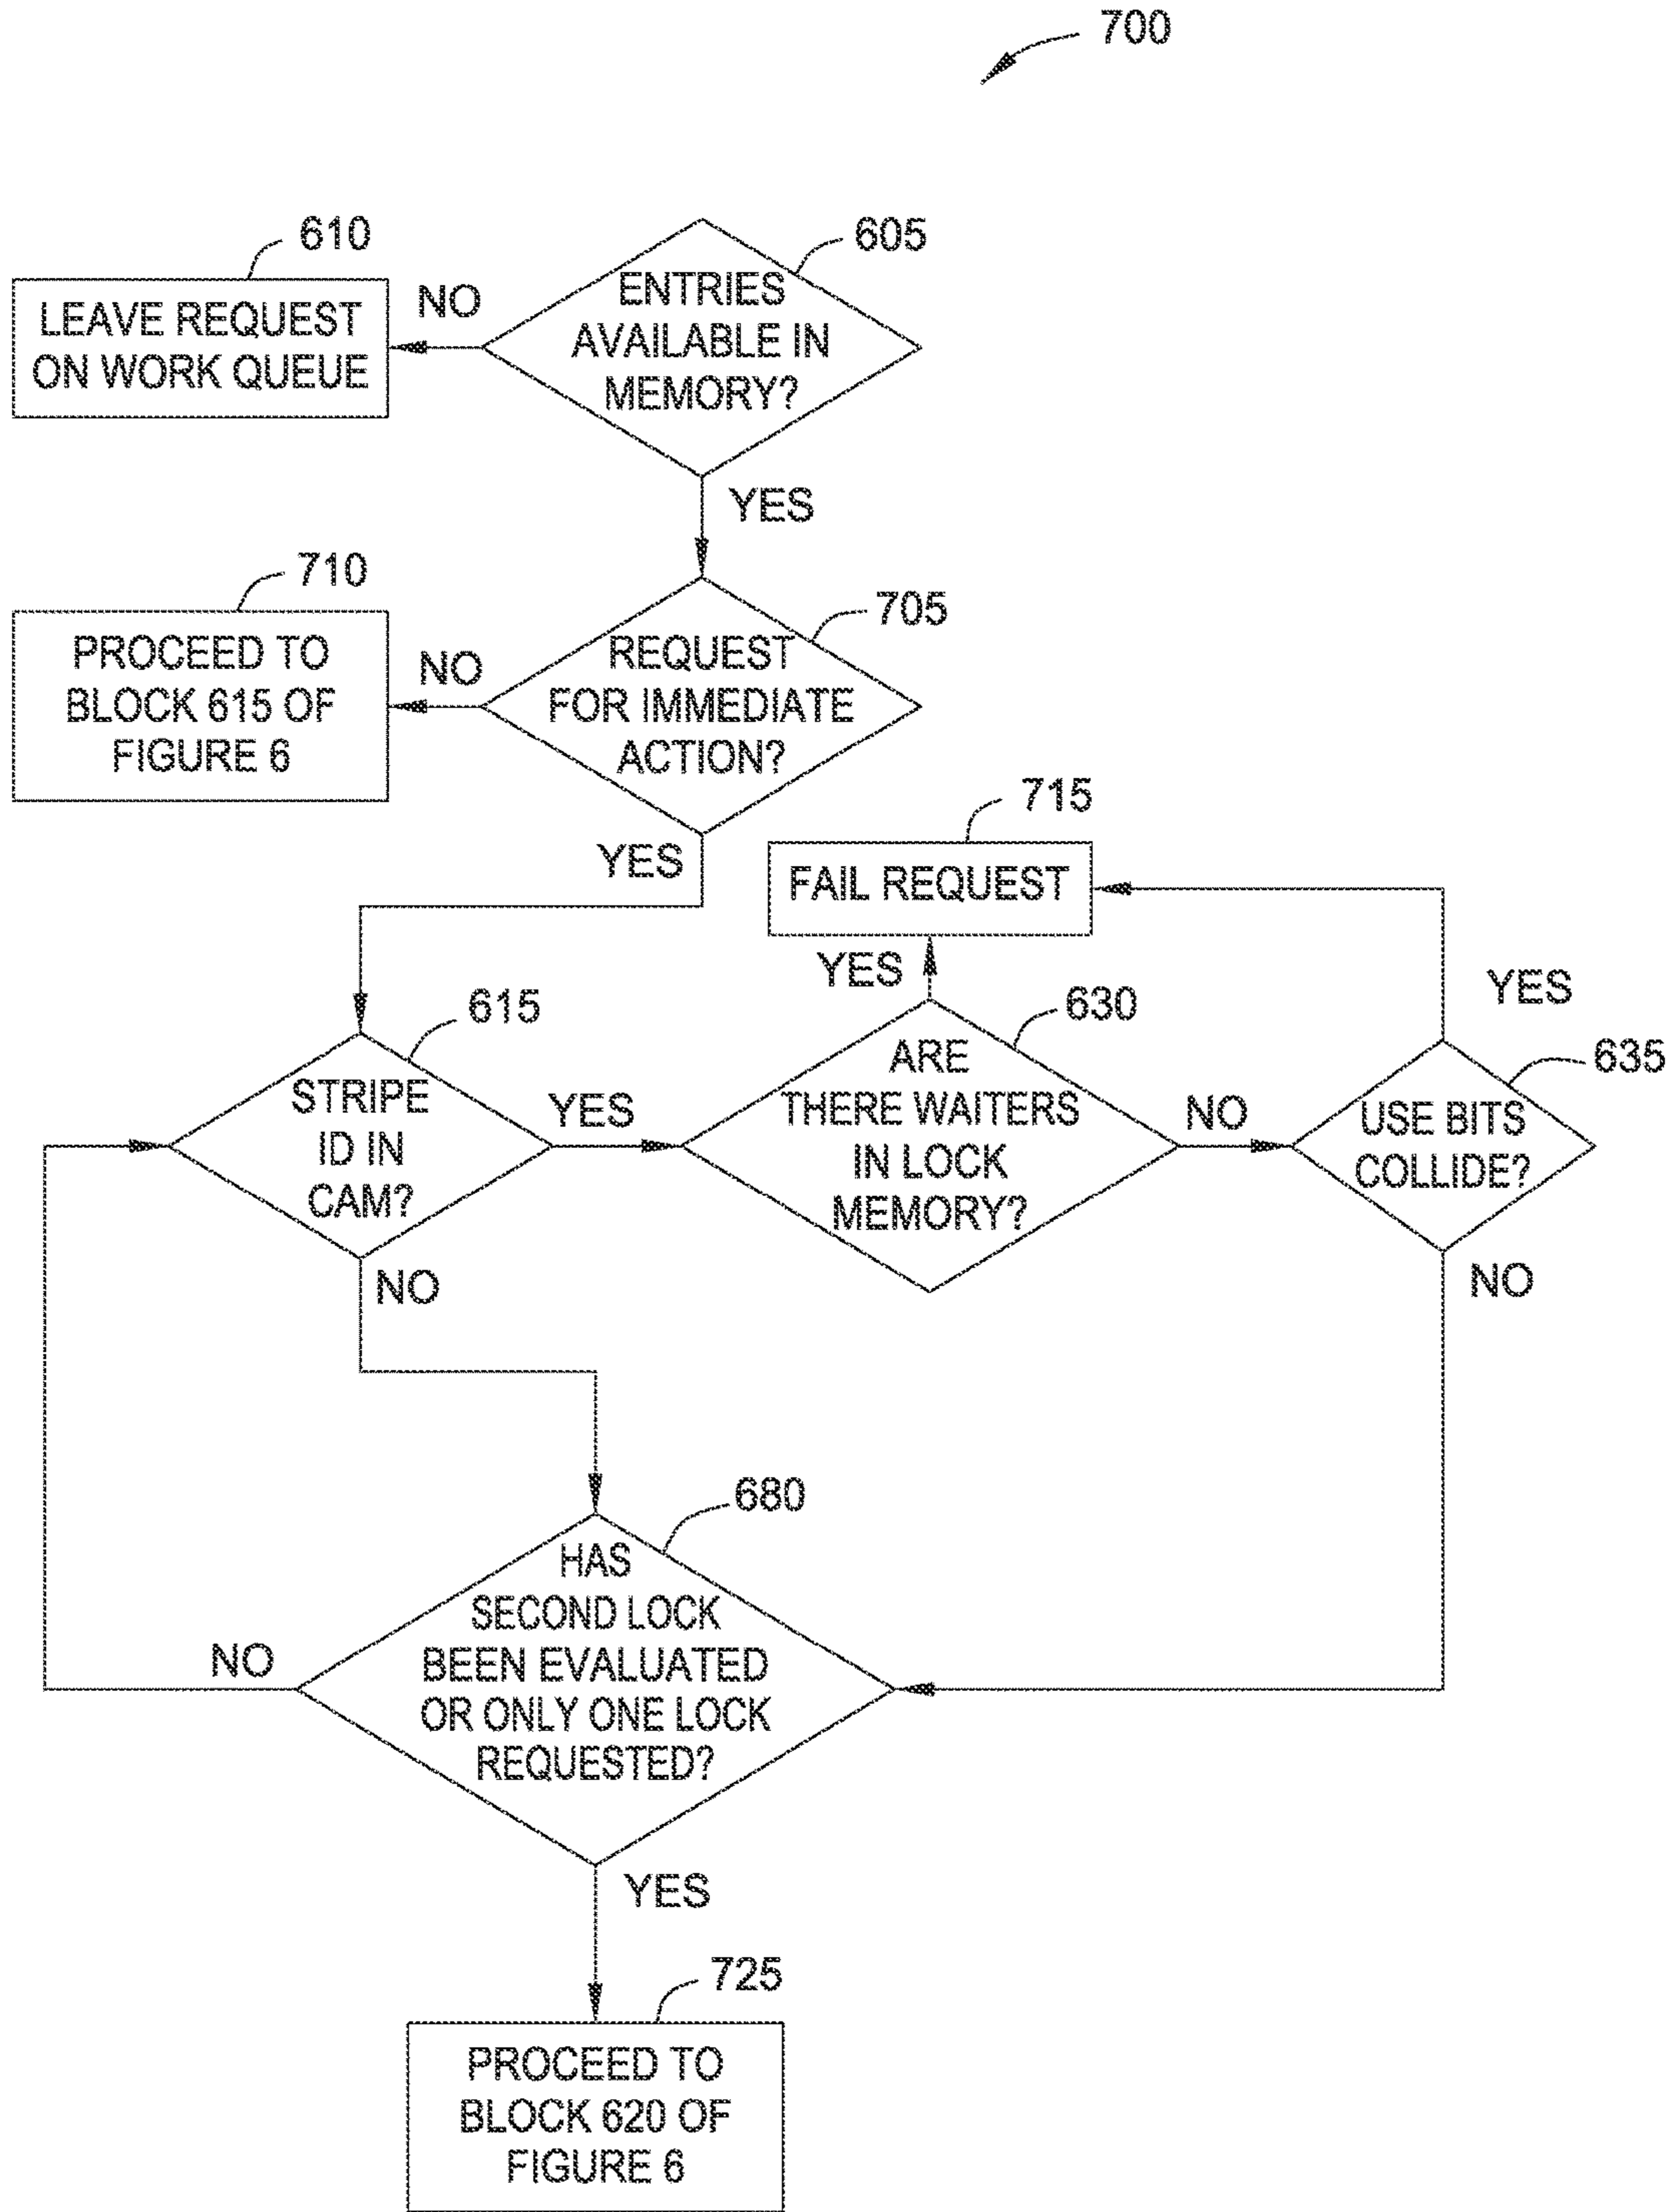 700
610
605
LEAVE REQUEST
ON WORK QUEUE
NO
ENTRIES
AVAILABLE IN
MEMORY?
YES
710
705
PROCEED TO
BLOCK 615 OF
FIGURE 6
NO
REQUEST
FOR IMMEDIATE
ACTION?
YES
715
FAIL REQUEST
YES
YES
615
630
635
STRIPE
ID IN
CAM?
YES
ARE
THERE WAITERS
IN LOCK
MEMORY?
NO
USE BITS
COLLIDE?
NO
NO
680
HAS
SECOND LOCK
BEEN EVALUATED
OR ONLY ONE LOCK
REQUESTED?
NO
YES
725
PROCEED TO
BLOCK 620 OF
FIGURE 6